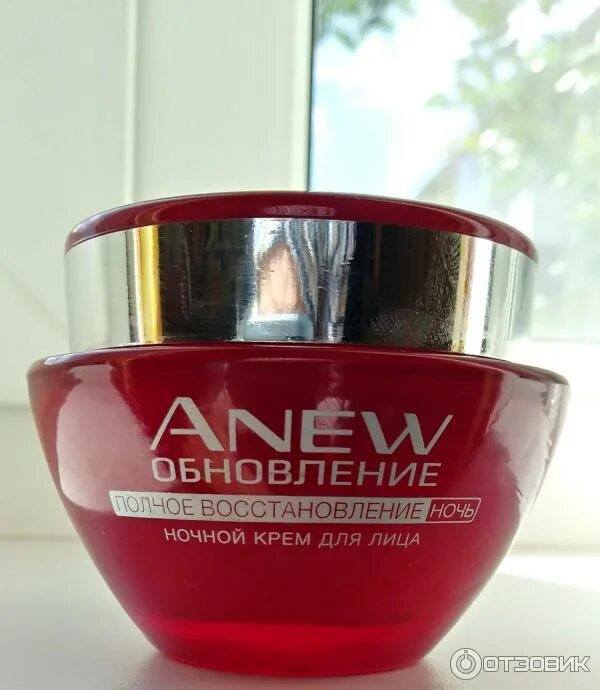 ANEW
ОБНОВЛЕНИЕ
ПОЛНОЕ ВОССТАНОВЛЕНИЕ НОЧЬ
НОЧНОЙ КРЕМ ДЛЯ ЛИЦА
ОТЗОВИК